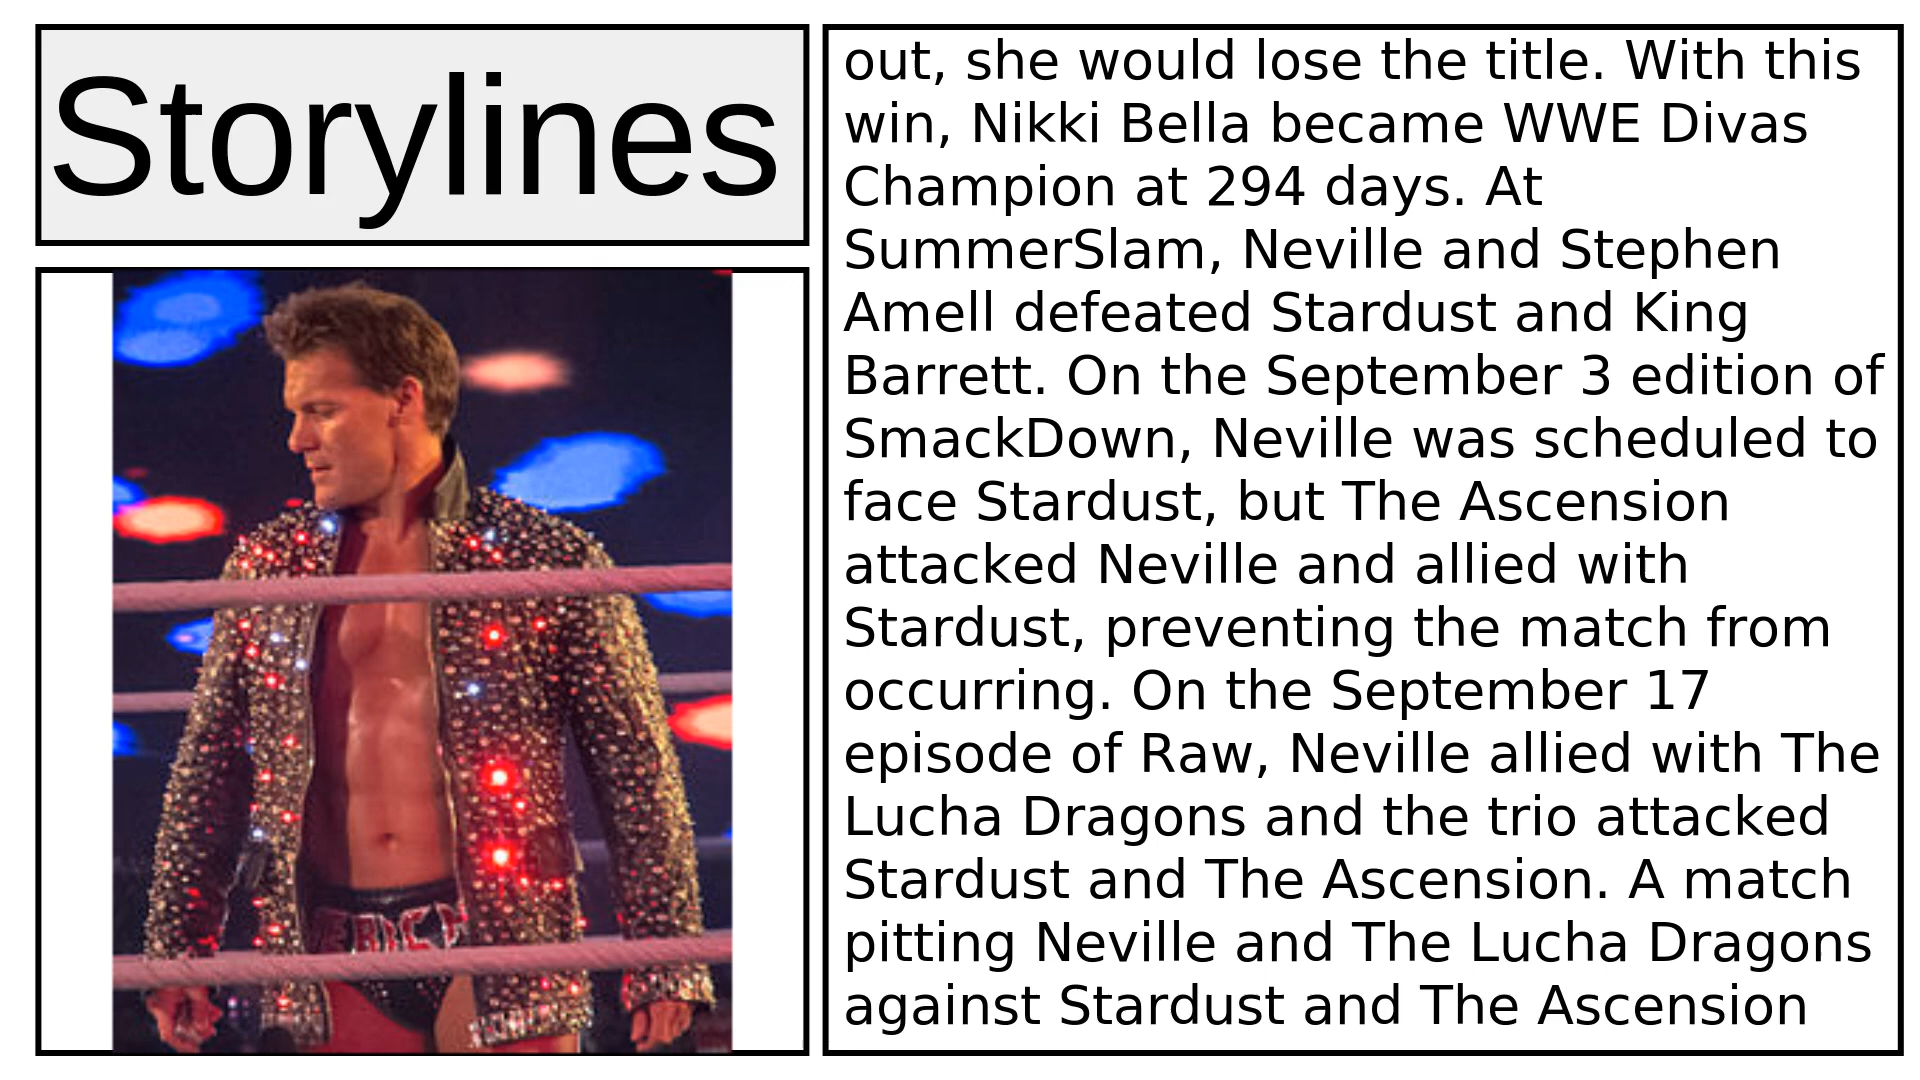 Storylines
out, she would lose the title. With this
win, Nikki Bella became WWE Divas
Champion at 294 days. At
SummerSlam, Neville and Stephen
Amell defeated Stardust and King
Barrett. On the September 3 edition of
SmackDown, Neville was scheduled to
face Stardust, but The Ascension
attacked Neville and allied with
Stardust, preventing the match from
occurring. On the September 17
episode of Raw, Neville allied with The
Lucha Dragons and the trio attacked
Stardust and The Ascension. A match
pitting Neville and The Lucha Dragons
against Stardust and The Ascension